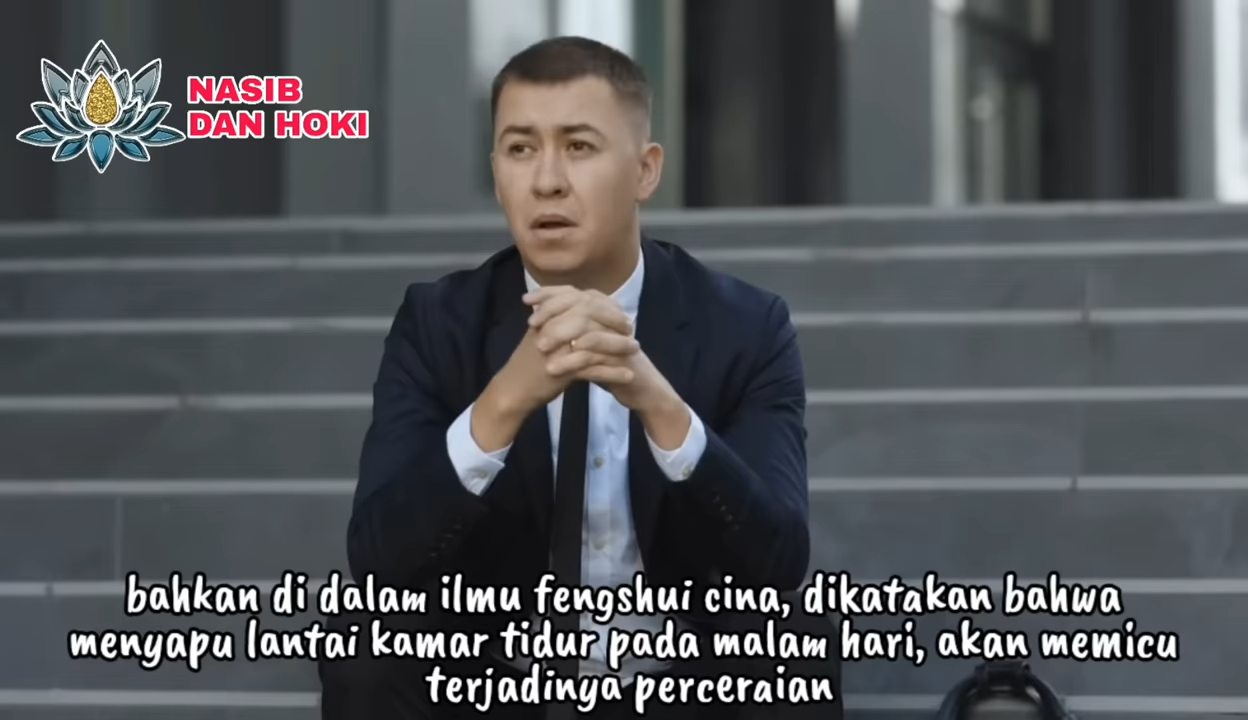 NASIB
DAN HOKI
bahkan di dalam ilmu fengshui cina, dikatakan bahwa
menyapu lantai kamar tidur pada malam hari, akan memicu
terjadinya perceraian